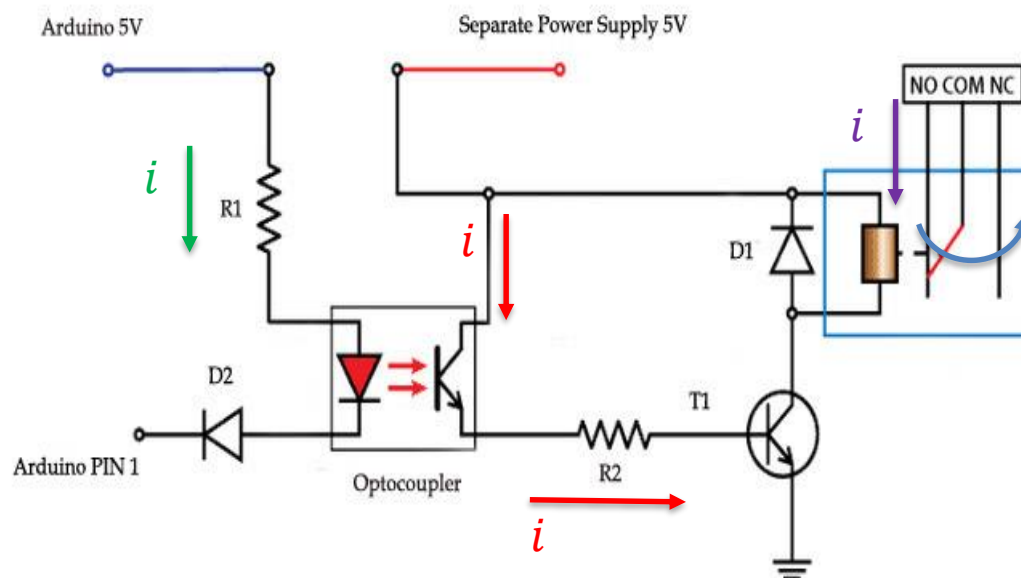 Arduino 5V
Separate Power Supply 5V
NO COM NC
i
i
i
R1
D1
D2
T1
Arduino PIN 1
Optocoupler
R2
i